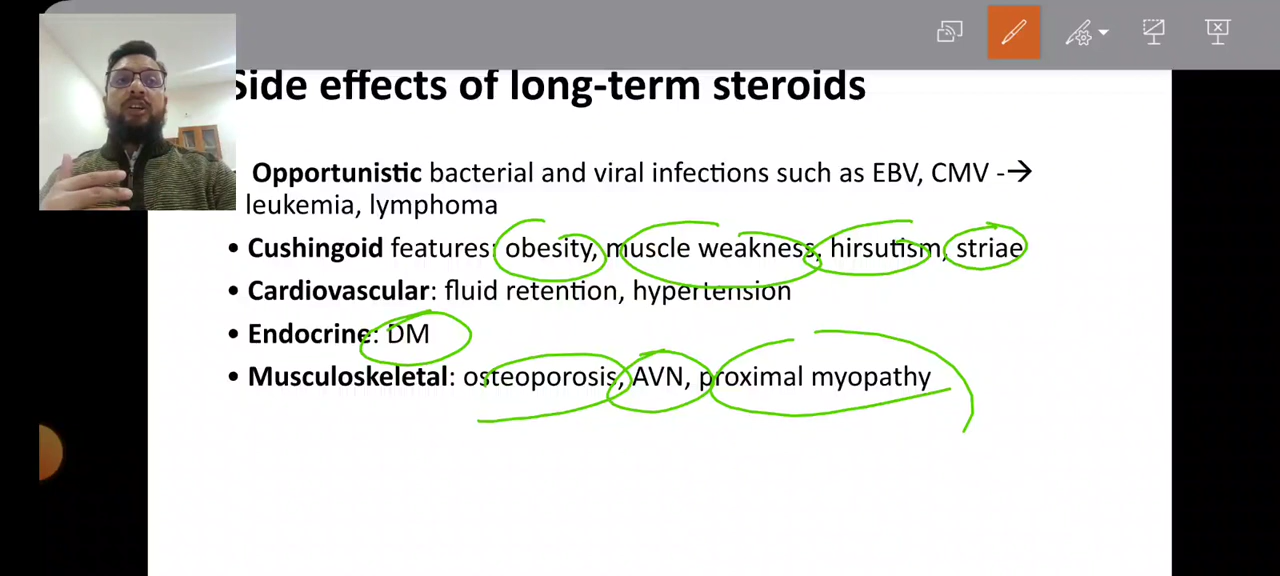 Side effects of long-term steroids
Opportunistic bacterial and viral infections such as EBV, CMV -→
leukemia, lymphoma
• Cushingoid features: obesity, muscle weakness, hirsutism, striae
• Cardiovascular: fluid retention, hypertension
• Endocrine: DM
• Musculoskeletal: osteoporosis, AVN, proximal myopathy